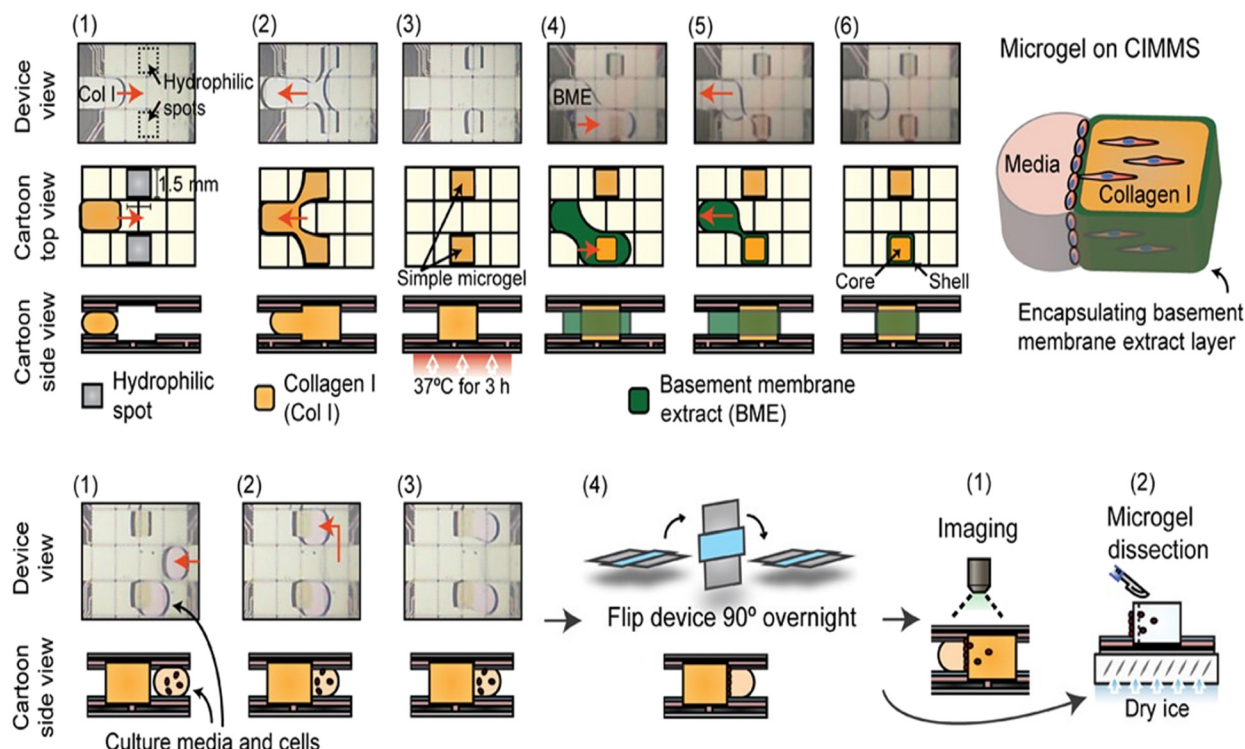 (1)
(2)
(3)
(4)
(5)
(6)
Device
view
Col I
Hydrophilic
spots
BME
Microgel on CIMMS
Cartoon
top view
1.5 mm
Simple microgel
Core
Shell
Media
Collagen I
Encapsulating basement
membrane extract layer
Cartoon
side view
37ºC for 3 h
Hydrophilic
spot
Collagen I
(Col I)
Basement membrane
extract (BME)
(1)
(2)
(3)
(4)
(1)
(2)
Device
view
Flip device 90º overnight
Imaging
Microgel
dissection
Cartoon
side view
Dry ice
Culture media and cells